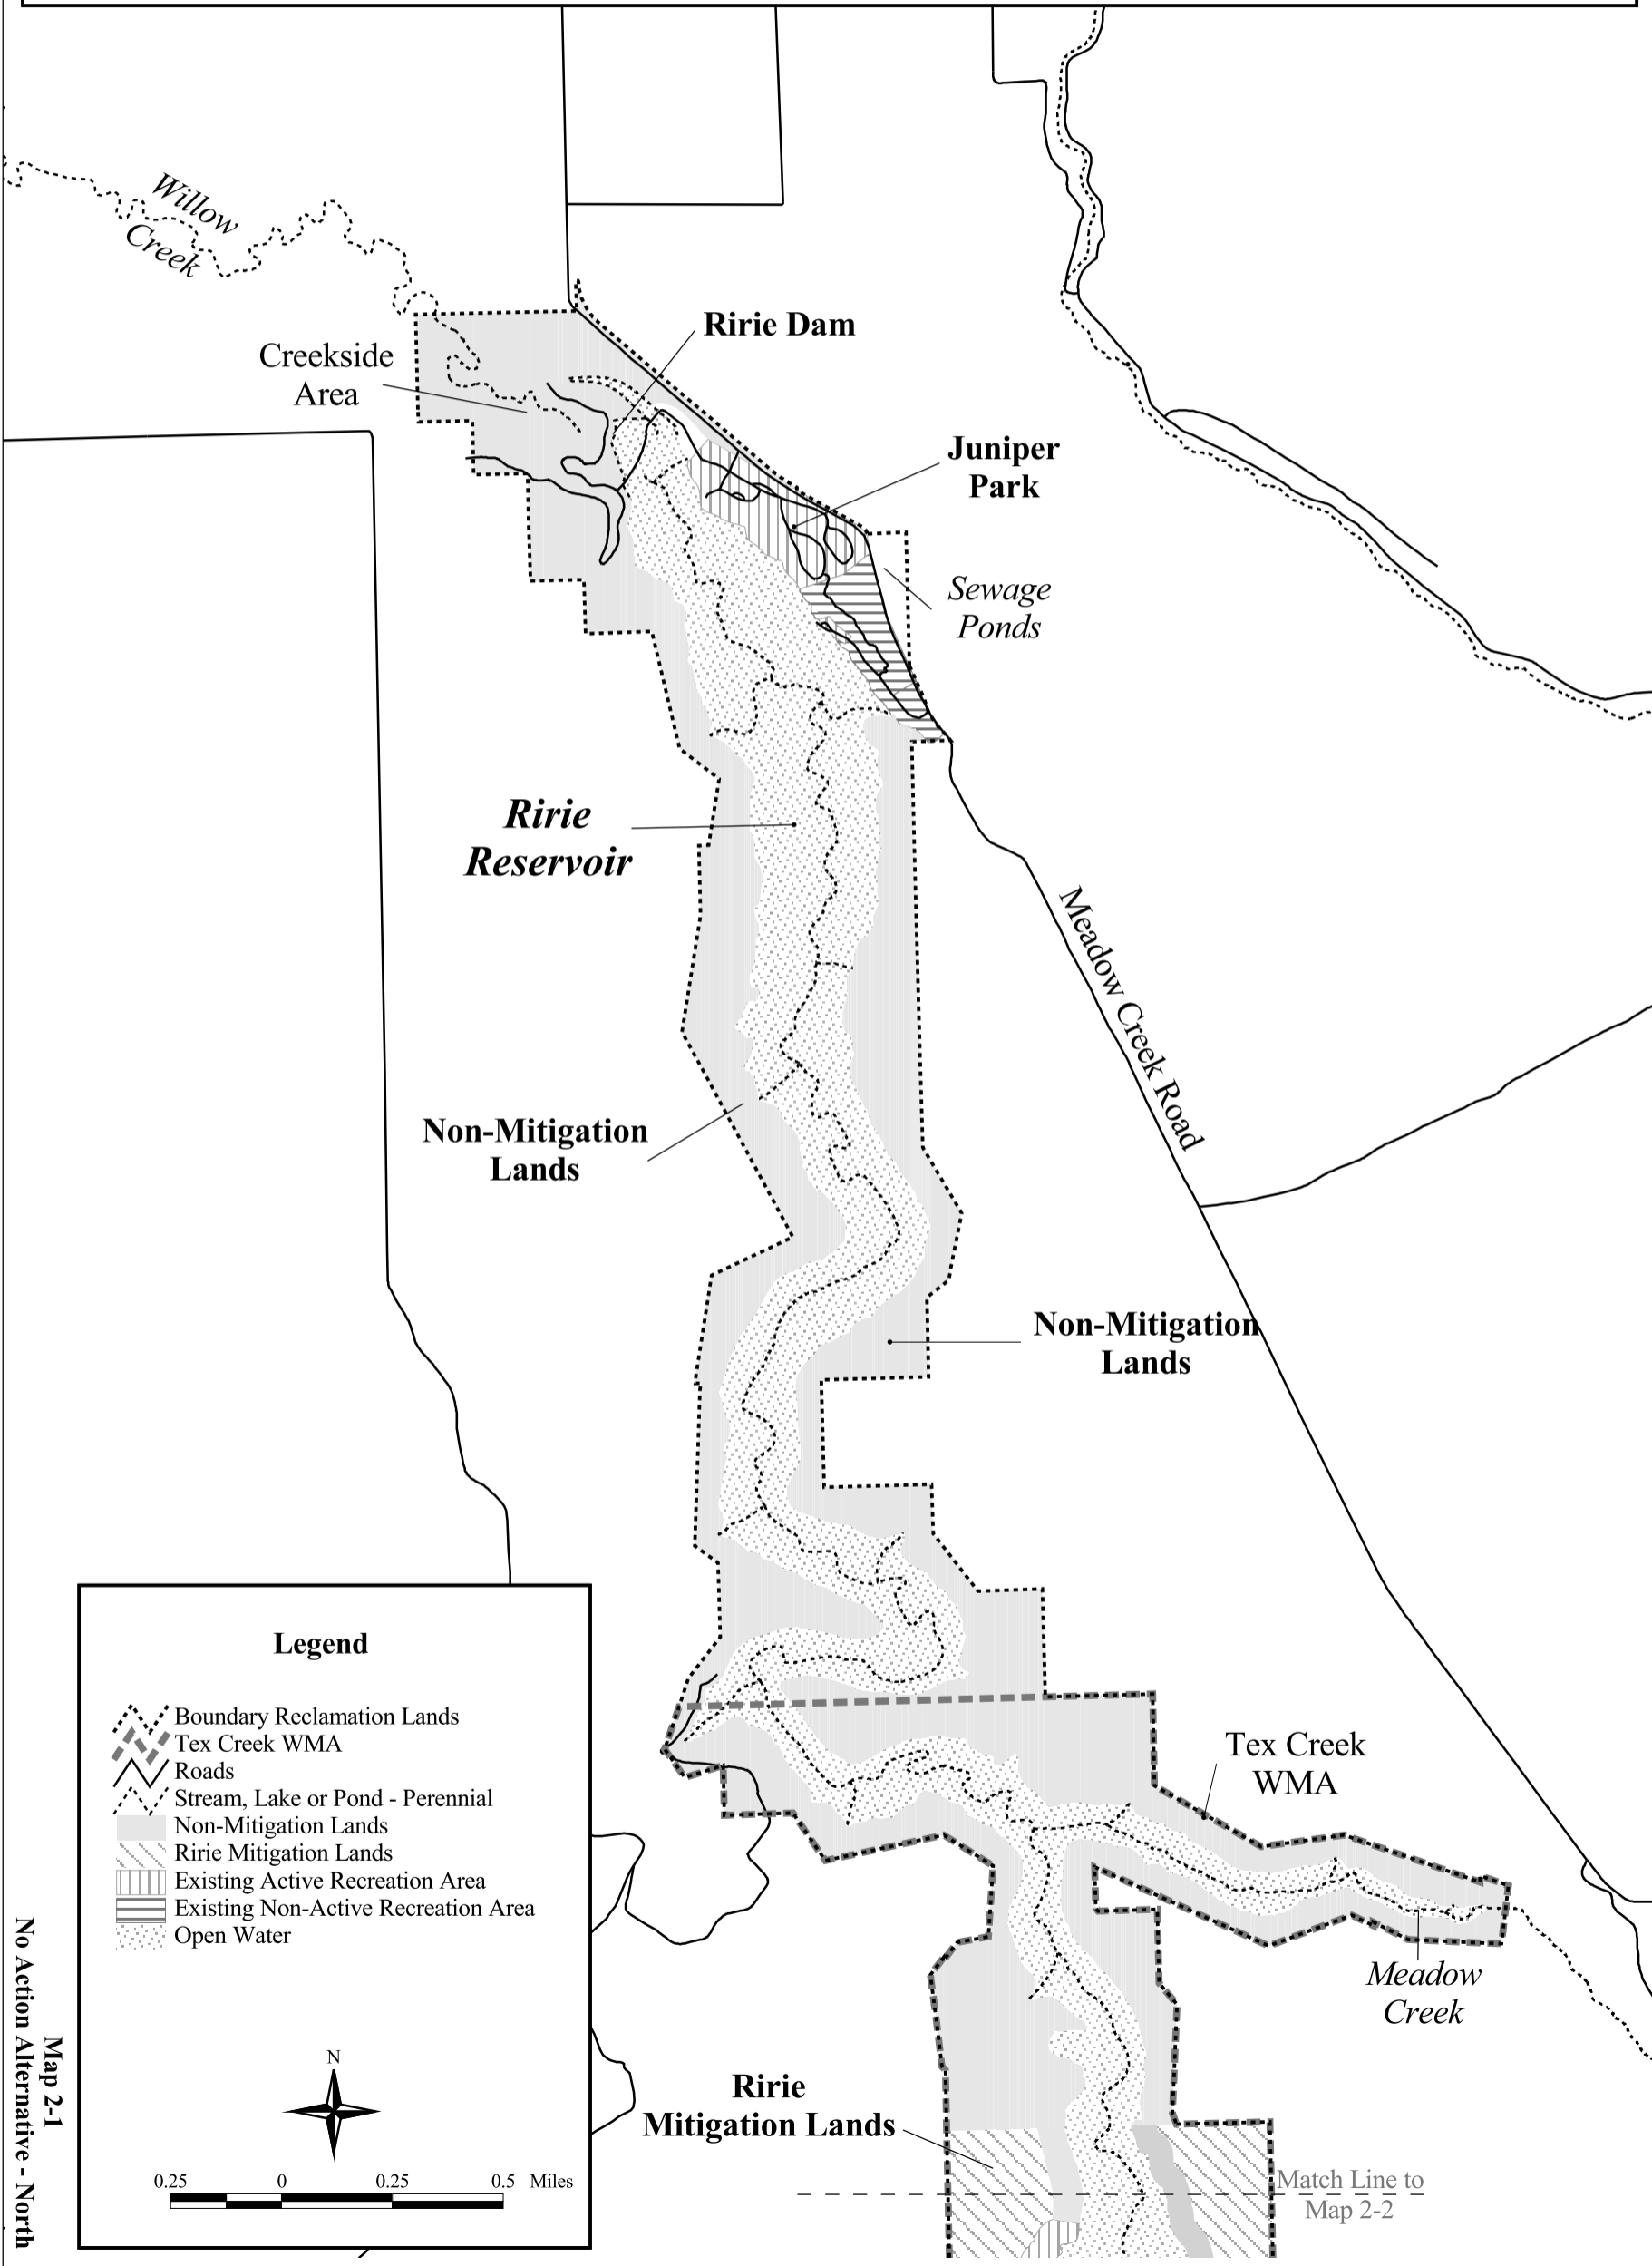 Willow
Creek
Ririe Dam
Creekside
Area
Juniper
Park
Sewage
Ponds
Ririe
Reservoir
Meadow Creek Road
Non-Mitigation
Lands
Non-Mitigation
Lands
Tex Creek
WMA
Meadow
Creek
Ririe
Mitigation Lands
Match Line to
Map 2-2
Legend
Boundary Reclamation Lands
Tex Creek WMA
Roads
Stream, Lake or Pond - Perennial
Non-Mitigation Lands
Ririe Mitigation Lands
Existing Active Recreation Area
Existing Non-Active Recreation Area
Open Water
N
0.25 0 0.25 0.5 Miles
Map 2-1
No Action Alternative - North